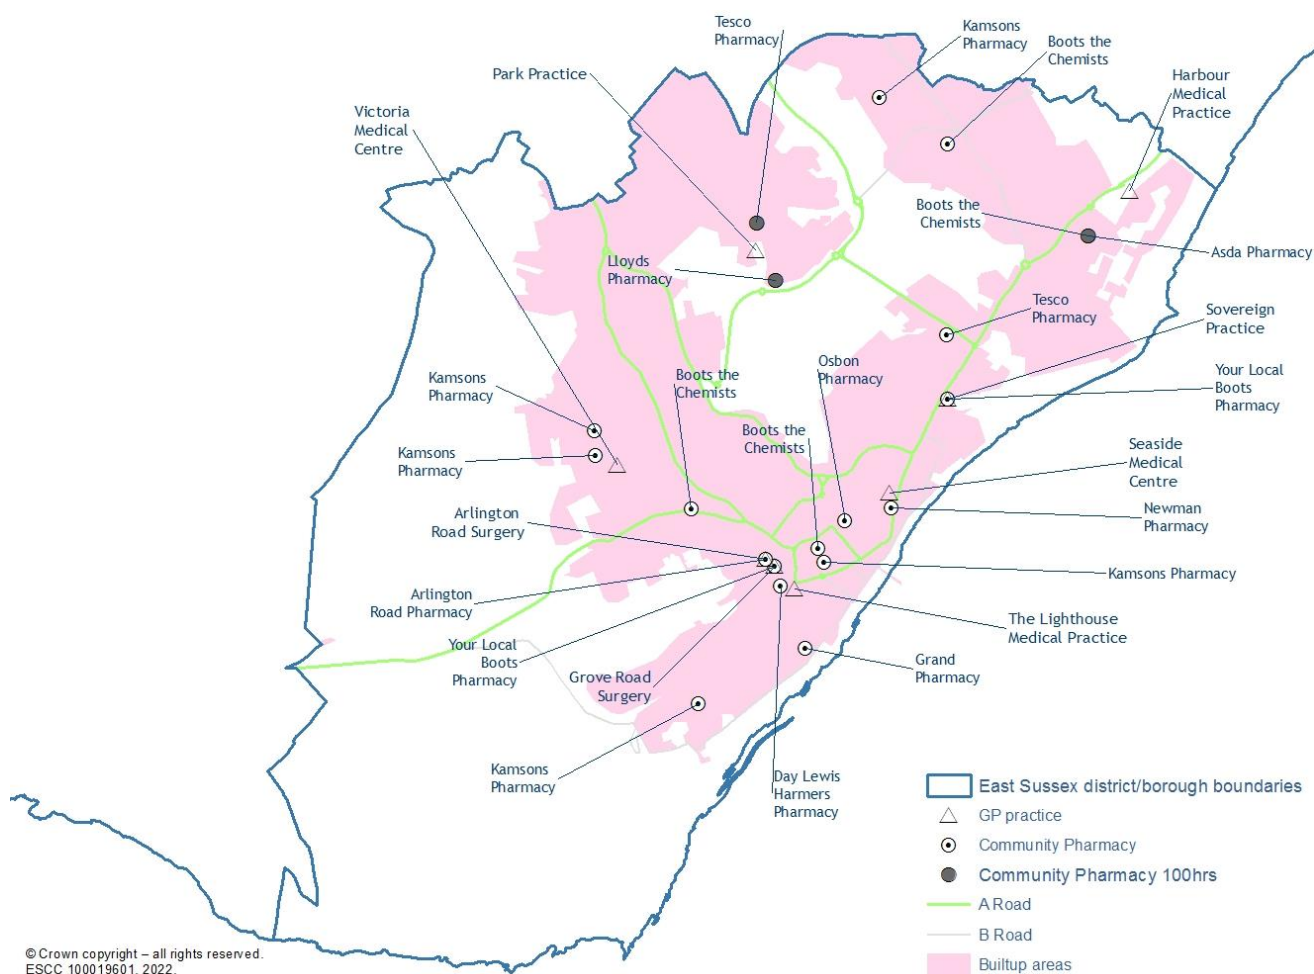 Tesco
Pharmacy
Kamsons
Pharmacy
Boots the
Chemists
Park Practice
Harbour
Medical
Practice
Victoria
Medical
Centre
Boots the
Chemists
Asda Pharmacy
Lloyds
Pharmacy
Tesco
Pharmacy
Sovereign
Practice
Osbon
Pharmacy
Your Local
Boots
Pharmacy
Kamsons
Pharmacy
Boots the
Chemists
Boots the
Chemists
Seaside
Medical
Centre
Kamsons
Pharmacy
Newman
Pharmacy
Arlington
Road Surgery
Kamsons Pharmacy
Arlington
Road Pharmacy
The Lighthouse
Medical Practice
Your Local
Boots
Pharmacy
Grove Road
Surgery
Grand
Pharmacy
Kamsons
Pharmacy
Day Lewis
Harmers
Pharmacy
East Sussex district/borough boundaries
GP practice
Community Pharmacy
Community Pharmacy 100hrs
A Road
B Road
Builtup areas
© Crown copyright – all rights reserved.
ESCC 100019601, 2022.